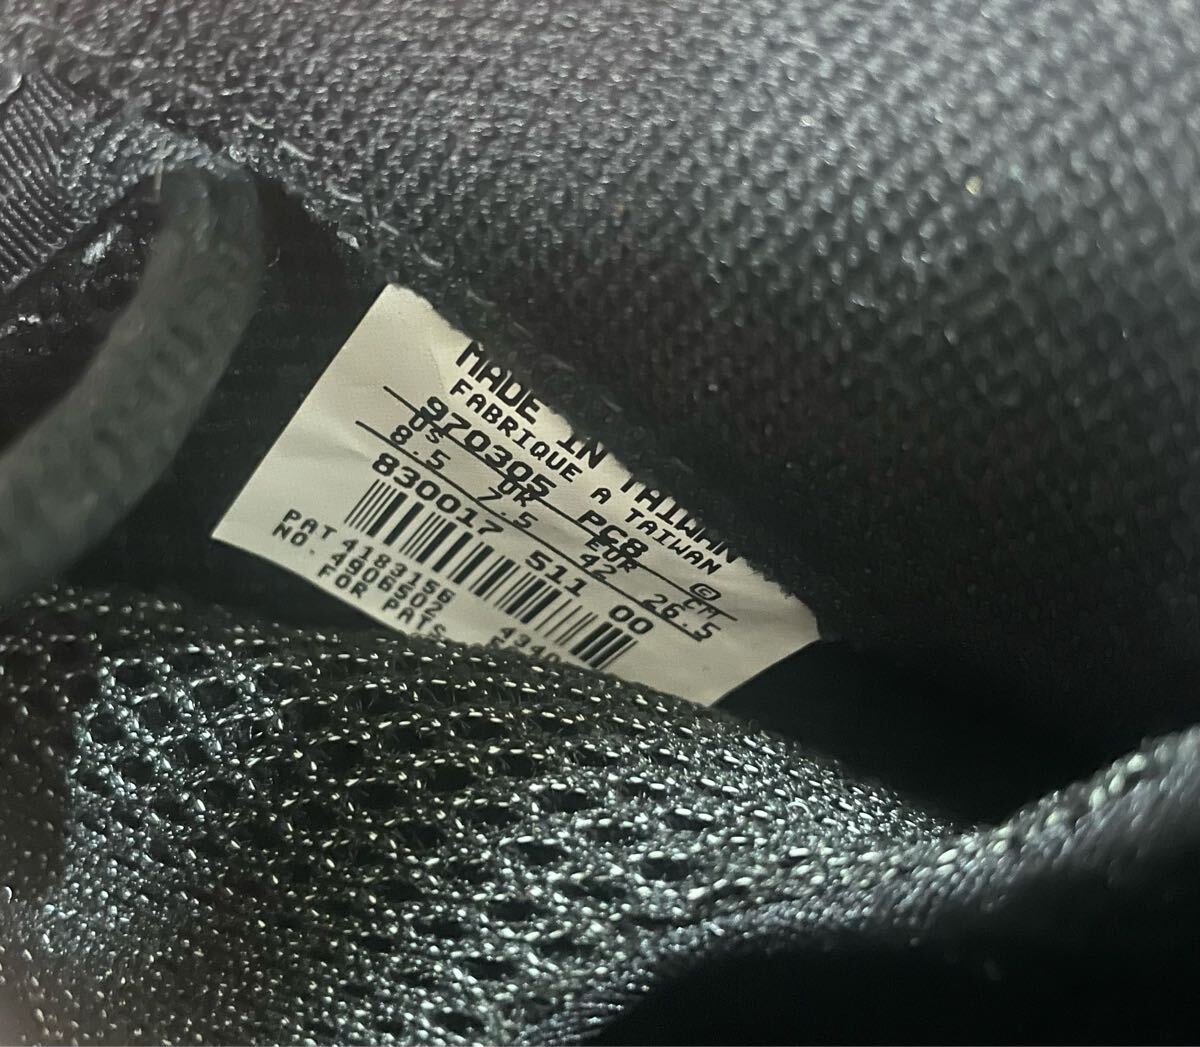 MADE IN TAIWAN
FABRIQUE A TAIWAN
970305 PC8 G
US UK EUR CM
8.5 7.5 42 26.5
830017 511 00
PAT 4183156
NO. 4906502
FOR PATS